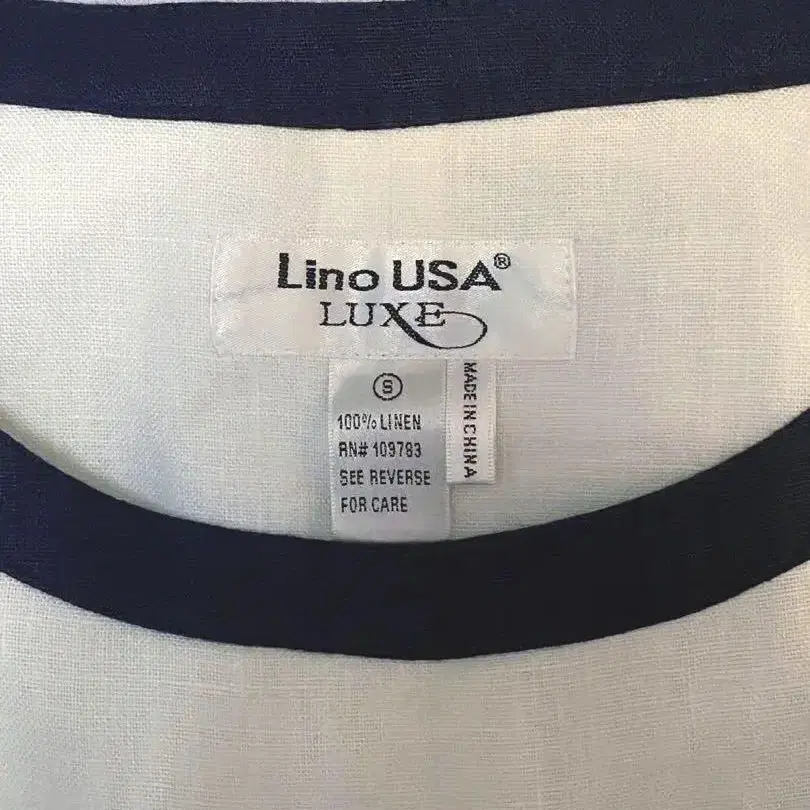 Lino USA®
LUXE
S
100% LINEN
RN# 109783
SEE REVERSE
FOR CARE
MADE IN CHINA